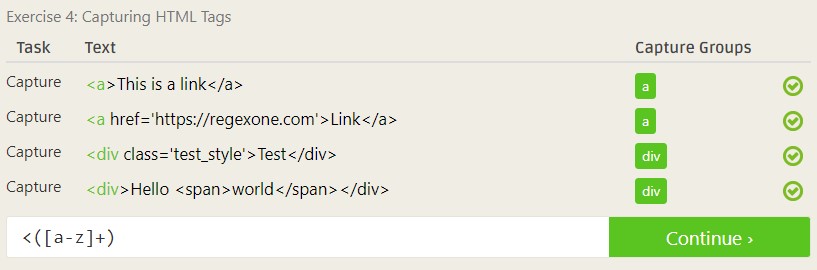 Exercise 4: Capturing HTML Tags
Task Text Capture Groups
Capture <a>This is a link</a> a
Capture <a href='https://regexone.com'>Link</a> a
Capture <div class='test_style'>Test</div> div
Capture <div>Hello <span>world</span></div> div
<([a-z]+) Continue ›